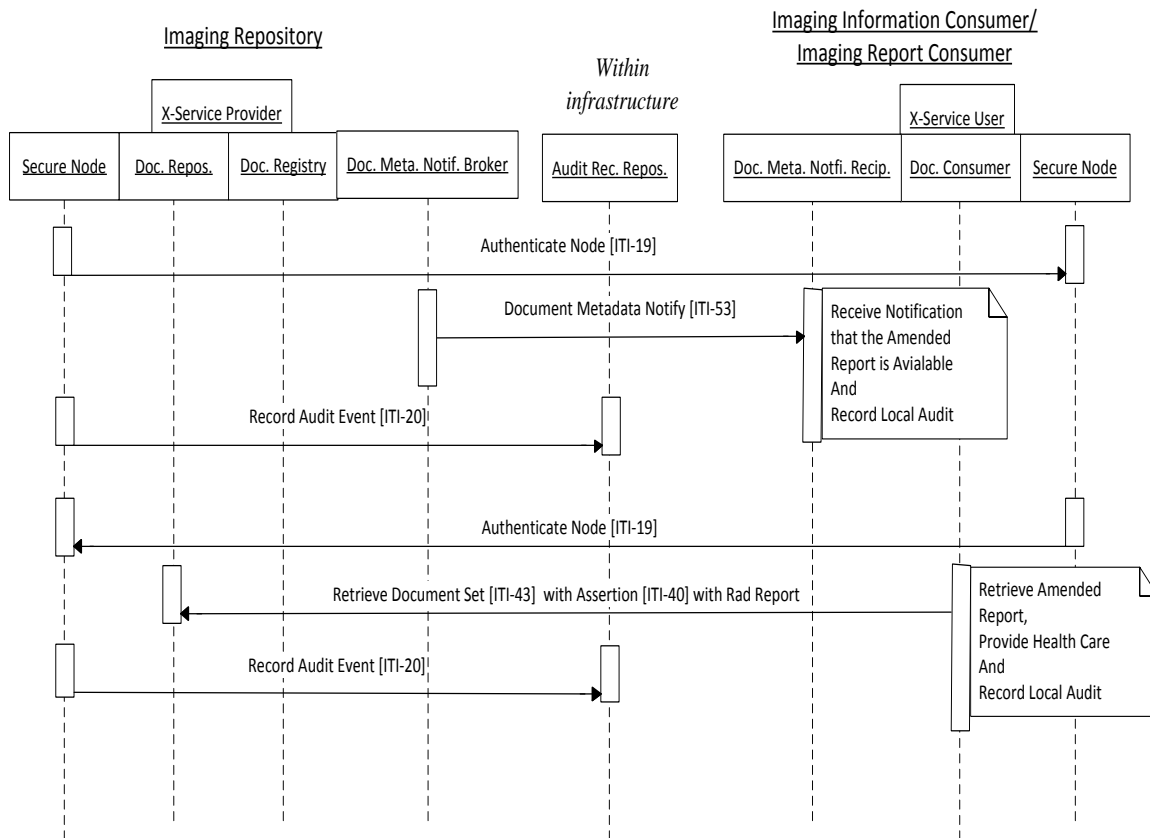 Imaging Repository
Imaging Information Consumer/
Imaging Report Consumer
Within
infrastructure
X-Service Provider
X-Service User
Secure Node
Doc. Repos.
Doc. Registry
Doc. Meta. Notif. Broker
Audit Rec. Repos.
Doc. Meta. Notfi. Recip.
Doc. Consumer
Secure Node
Authenticate Node [ITI-19]
Document Metadata Notify [ITI-53]
Receive Notification
that the Amended
Report is Avialable
And
Record Local Audit
Record Audit Event [ITI-20]
Authenticate Node [ITI-19]
Retrieve Document Set [ITI-43]  with Assertion [ITI-40] with Rad Report
Retrieve Amended
Report,
Provide Health Care
And
Record Local Audit
Record Audit Event [ITI-20]